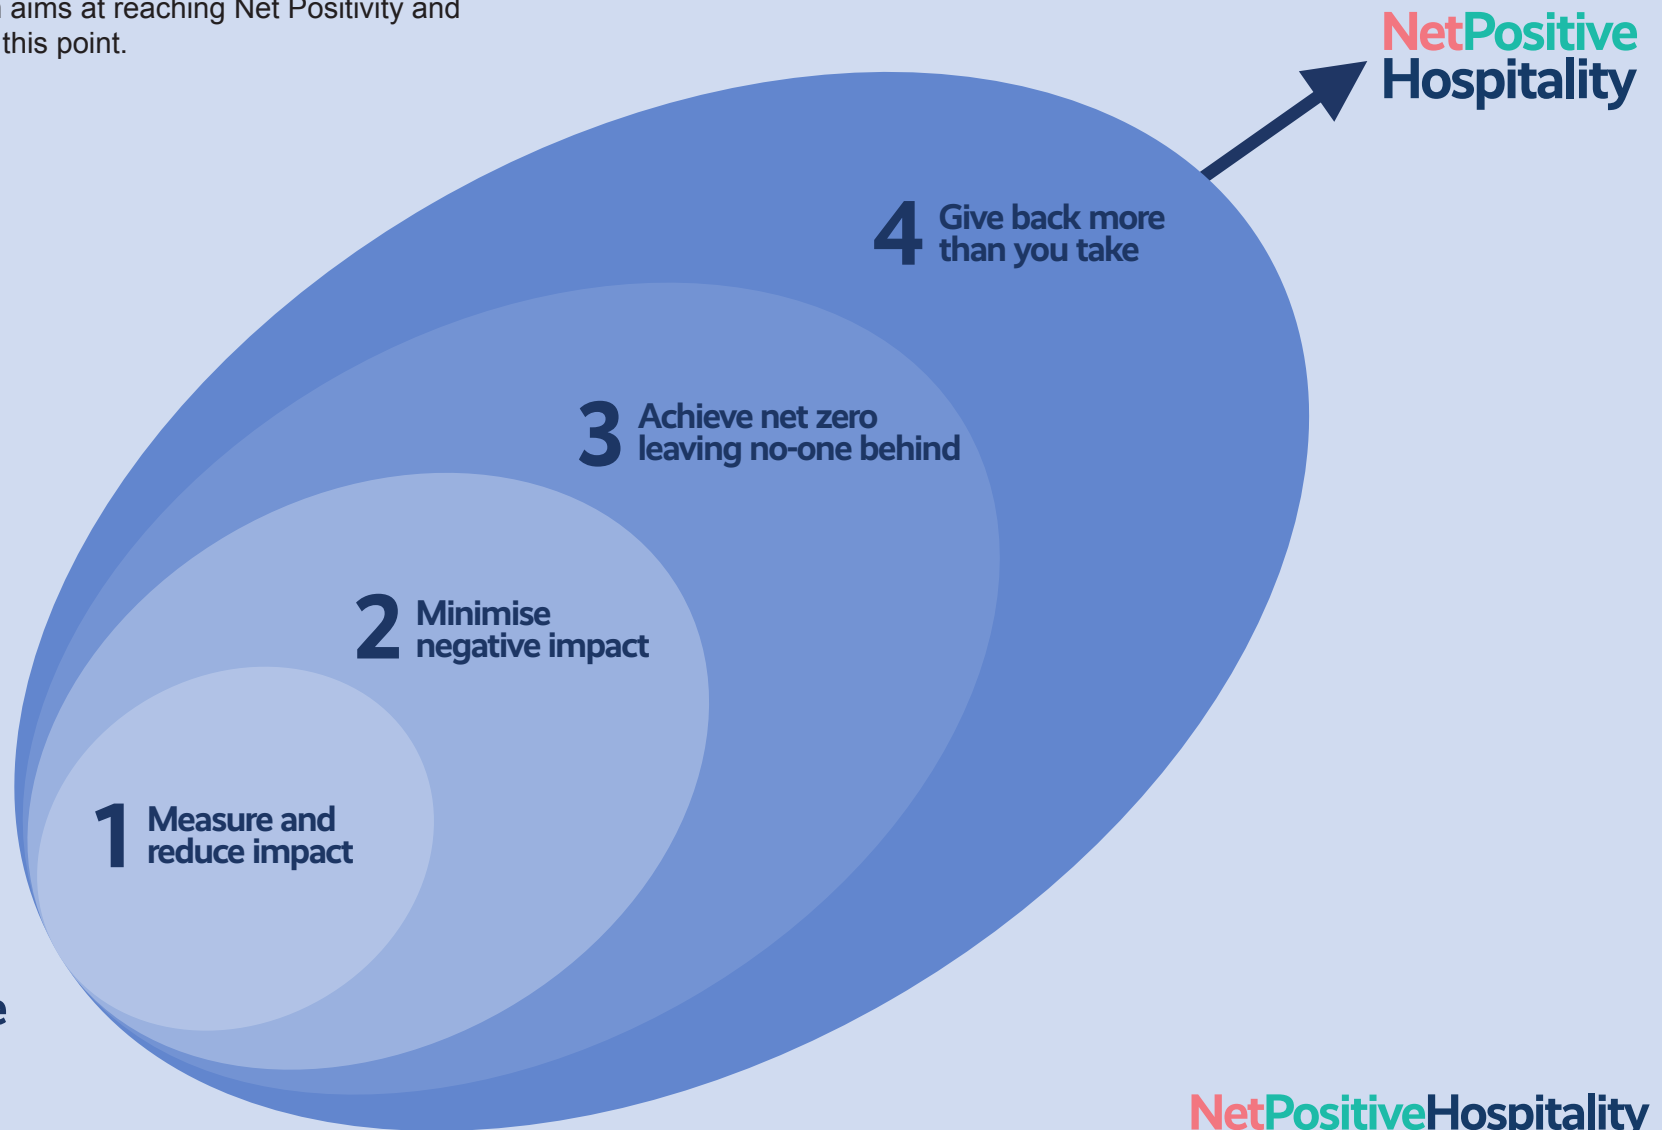 aims at reaching Net Positivity and
this point.
NetPositive
Hospitality
4 Give back more
than you take
3 Achieve net zero
leaving no-one behind
2 Minimise
negative impact
1 Measure and
reduce impact
e
NetPositiveHospitality